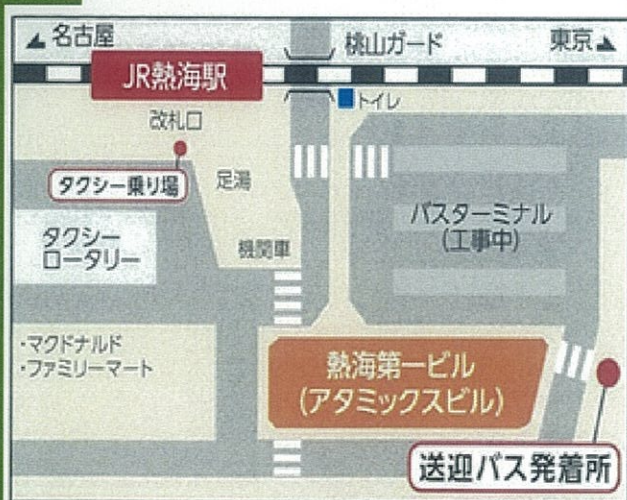 ▲名古屋
桃山ガード
東京▲
JR熱海駅
改札口
トイレ
タクシー乗り場
足湯
バスターミナル
(工事中)
タクシー
ロータリー
機関車
・マクドナルド
・ファミリーマート
熱海第一ビル
(アタミックスビル)
送迎バス発着所